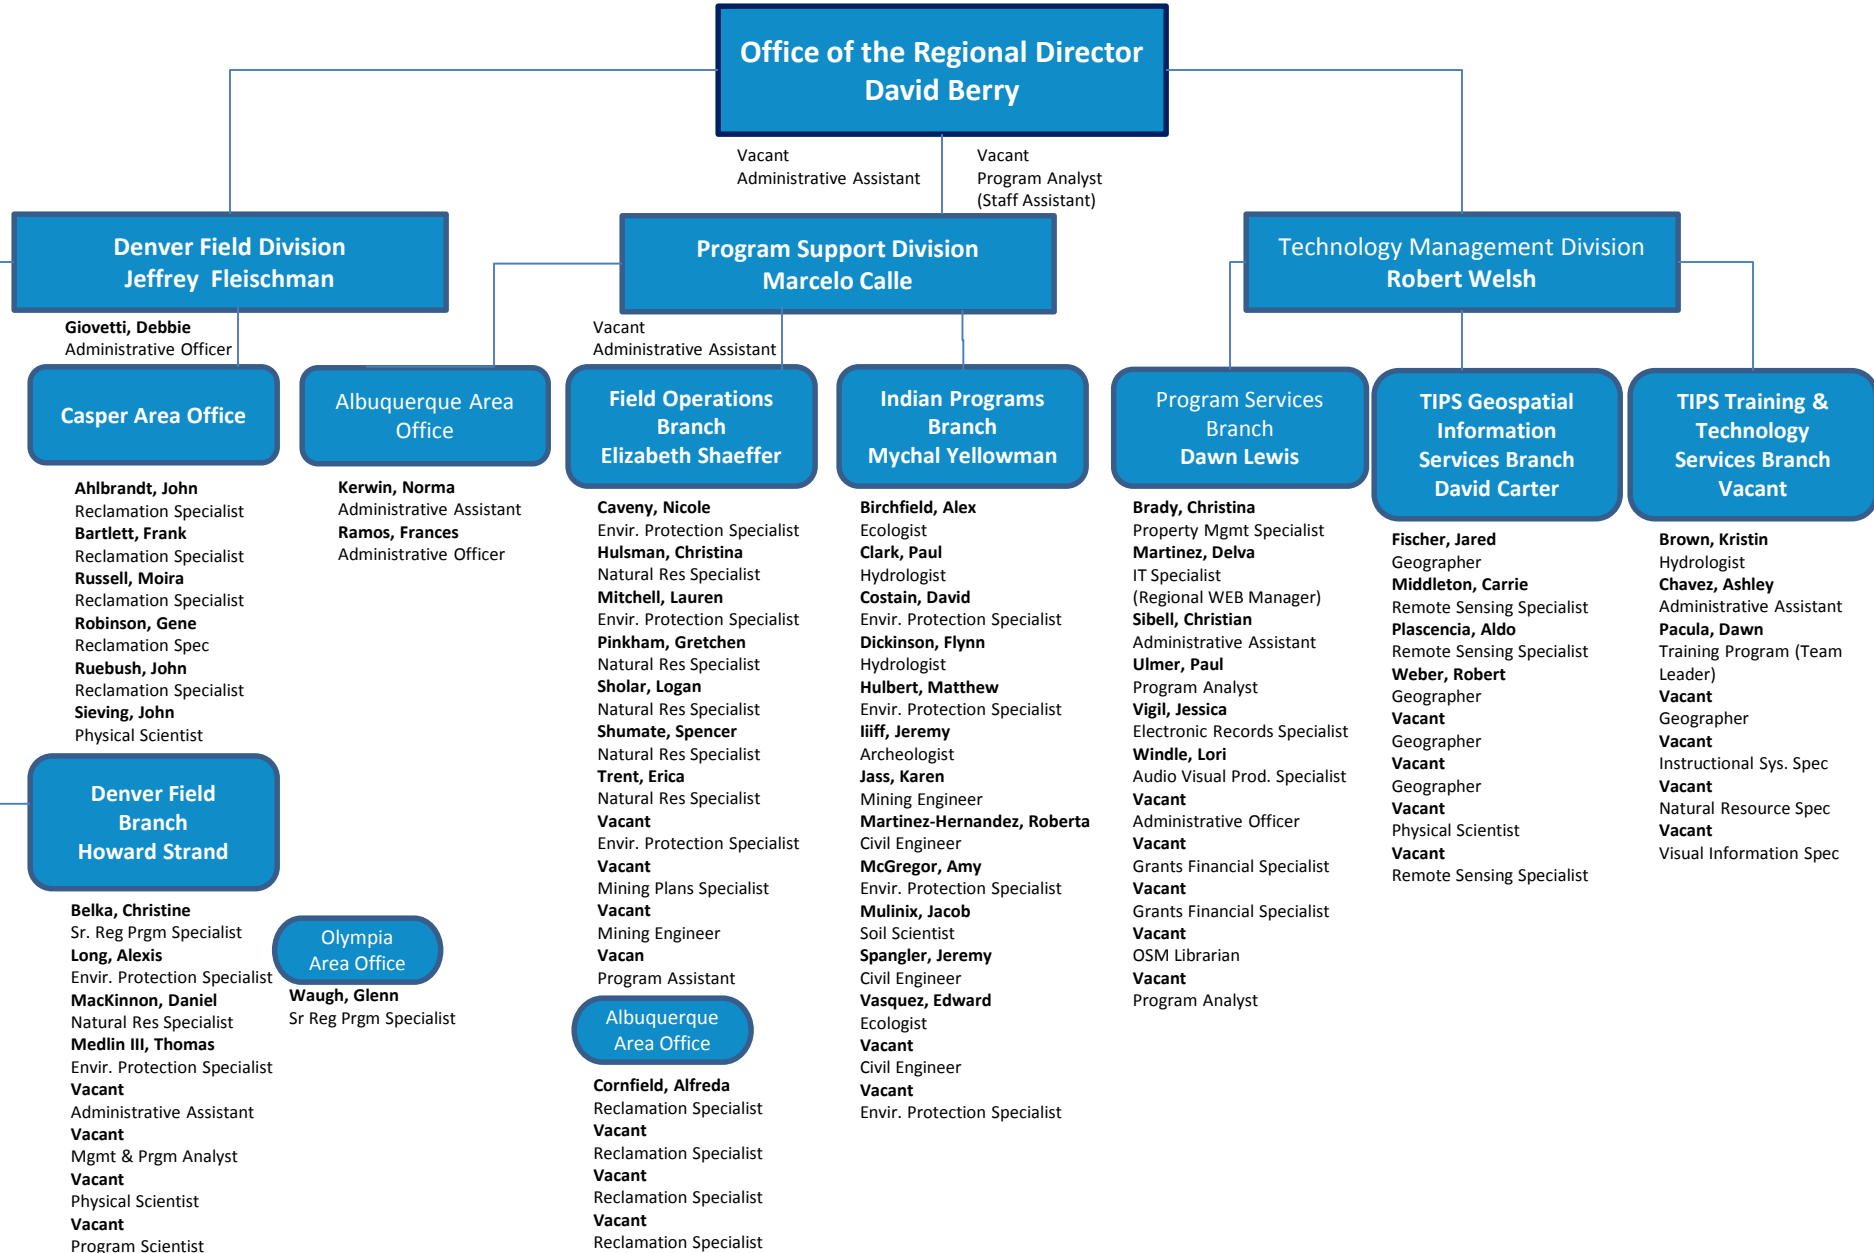 Office of the Regional Director
David Berry
Vacant
Administrative Assistant
Vacant
Program Analyst
(Staff Assistant)
Denver Field Division
Jeffrey Fleischman
Program Support Division
Marcelo Calle
Technology Management Division
Robert Welsh
Giovetti, Debbie
Administrative Officer
Vacant
Administrative Assistant
Casper Area Office
Ahlbrandt, John
Reclamation Specialist
Bartlett, Frank
Reclamation Specialist
Russell, Moira
Reclamation Specialist
Robinson, Gene
Reclamation Spec
Ruebush, John
Reclamation Specialist
Sieving, John
Physical Scientist
Denver Field
Branch
Howard Strand
Belka, Christine
Sr. Reg Prgm Specialist
Long, Alexis
Envir. Protection Specialist
MacKinnon, Daniel
Natural Res Specialist
Medlin III, Thomas
Envir. Protection Specialist
Vacant
Administrative Assistant
Vacant
Mgmt & Prgm Analyst
Vacant
Physical Scientist
Vacant
Program Scientist
Albuquerque Area
Office
Kerwin, Norma
Administrative Assistant
Ramos, Frances
Administrative Officer
Olympia
Area Office
Waugh, Glenn
Sr Reg Prgm Specialist
Field Operations
Branch
Elizabeth Shaeffer
Caveny, Nicole
Envir. Protection Specialist
Hulsman, Christina
Natural Res Specialist
Mitchell, Lauren
Envir. Protection Specialist
Pinkham, Gretchen
Natural Res Specialist
Sholar, Logan
Natural Res Specialist
Shumate, Spencer
Natural Res Specialist
Trent, Erica
Natural Res Specialist
Vacant
Envir. Protection Specialist
Vacant
Mining Plans Specialist
Vacant
Mining Engineer
Vacan
Program Assistant
Albuquerque
Area Office
Cornfield, Alfreda
Reclamation Specialist
Vacant
Reclamation Specialist
Vacant
Reclamation Specialist
Vacant
Reclamation Specialist
Indian Programs
Branch
Mychal Yellowman
Birchfield, Alex
Ecologist
Clark, Paul
Hydrologist
Costain, David
Envir. Protection Specialist
Dickinson, Flynn
Hydrologist
Hulbert, Matthew
Envir. Protection Specialist
Iiiff, Jeremy
Archeologist
Jass, Karen
Mining Engineer
Martinez-Hernandez, Roberta
Civil Engineer
McGregor, Amy
Envir. Protection Specialist
Mulinix, Jacob
Soil Scientist
Spangler, Jeremy
Civil Engineer
Vasquez, Edward
Ecologist
Vacant
Civil Engineer
Vacant
Envir. Protection Specialist
Program Services
Branch
Dawn Lewis
Brady, Christina
Property Mgmt Specialist
Martinez, Delva
IT Specialist
(Regional WEB Manager)
Sibell, Christian
Administrative Assistant
Ulmer, Paul
Program Analyst
Vigil, Jessica
Electronic Records Specialist
Windle, Lori
Audio Visual Prod. Specialist
Vacant
Administrative Officer
Vacant
Grants Financial Specialist
Vacant
Grants Financial Specialist
Vacant
OSM Librarian
Vacant
Program Analyst
TIPS Geospatial
Information
Services Branch
David Carter
Fischer, Jared
Geographer
Middleton, Carrie
Remote Sensing Specialist
Plascencia, Aldo
Remote Sensing Specialist
Weber, Robert
Geographer
Vacant
Geographer
Vacant
Geographer
Vacant
Physical Scientist
Vacant
Remote Sensing Specialist
TIPS Training &
Technology
Services Branch
Vacant
Brown, Kristin
Hydrologist
Chavez, Ashley
Administrative Assistant
Pacula, Dawn
Training Program (Team
Leader)
Vacant
Geographer
Vacant
Instructional Sys. Spec
Vacant
Natural Resource Spec
Vacant
Visual Information Spec